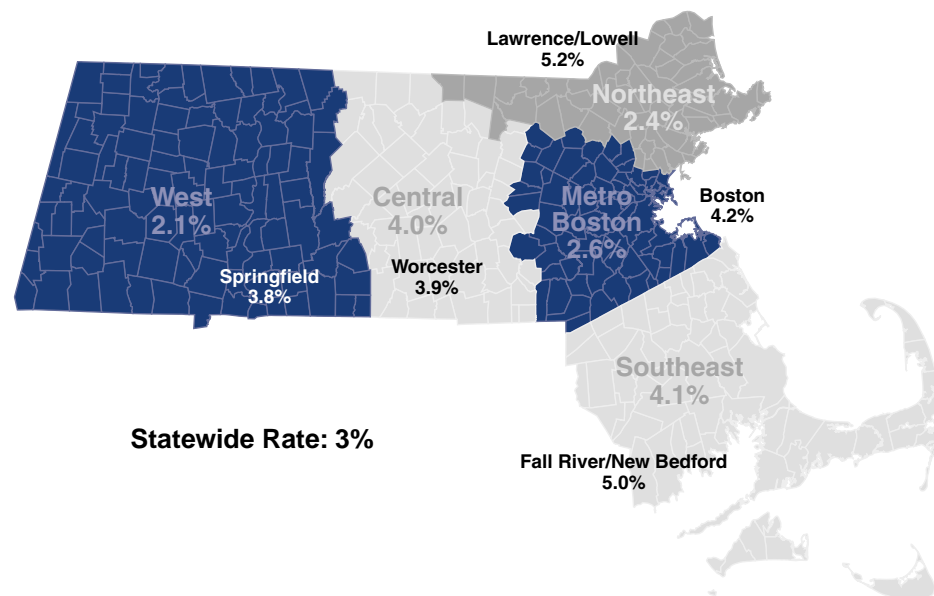 Lawrence/Lowell
5.2%
Northeast
2.4%
West
2.1%
Central
4.0%
Metro
Boston
2.6%
Boston
4.2%
Springfield
3.8%
Worcester
3.9%
Southeast
4.1%
Statewide Rate: 3%
Fall River/New Bedford
5.0%